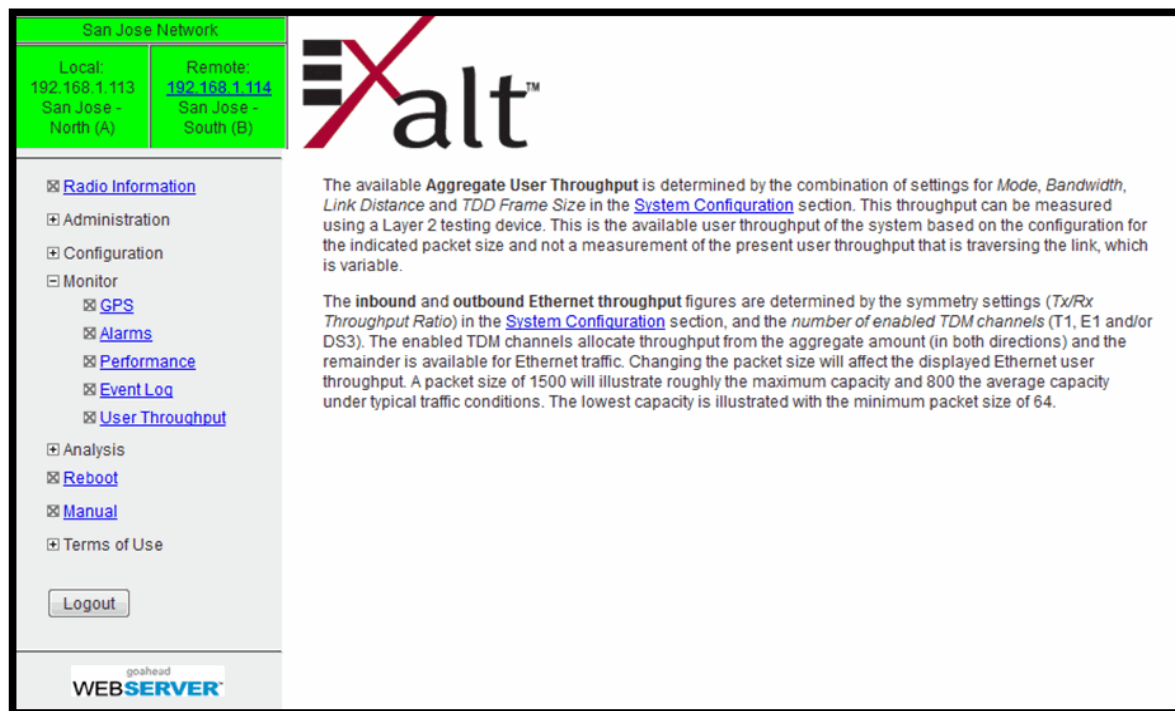 San Jose Network
Local:
192.168.1.113
San Jose -
North (A)
Remote:
192.168.1.114
San Jose -
South (B)
Radio Information
Administration
Configuration
Monitor
GPS
Alarms
Performance
Event Log
User Throughput
Analysis
Reboot
Manual
Terms of Use
Logout
goahead
WEBSERVER™
EXalt™
The available Aggregate User Throughput is determined by the combination of settings for Mode, Bandwidth,
Link Distance and TDD Frame Size in the System Configuration section. This throughput can be measured
using a Layer 2 testing device. This is the available user throughput of the system based on the configuration for
the indicated packet size and not a measurement of the present user throughput that is traversing the link, which
is variable.
The inbound and outbound Ethernet throughput figures are determined by the symmetry settings (Tx/Rx
Throughput Ratio) in the System Configuration section, and the number of enabled TDM channels (T1, E1 and/or
DS3). The enabled TDM channels allocate throughput from the aggregate amount (in both directions) and the
remainder is available for Ethernet traffic. Changing the packet size will affect the displayed Ethernet user
throughput. A packet size of 1500 will illustrate roughly the maximum capacity and 800 the average capacity
under typical traffic conditions. The lowest capacity is illustrated with the minimum packet size of 64.